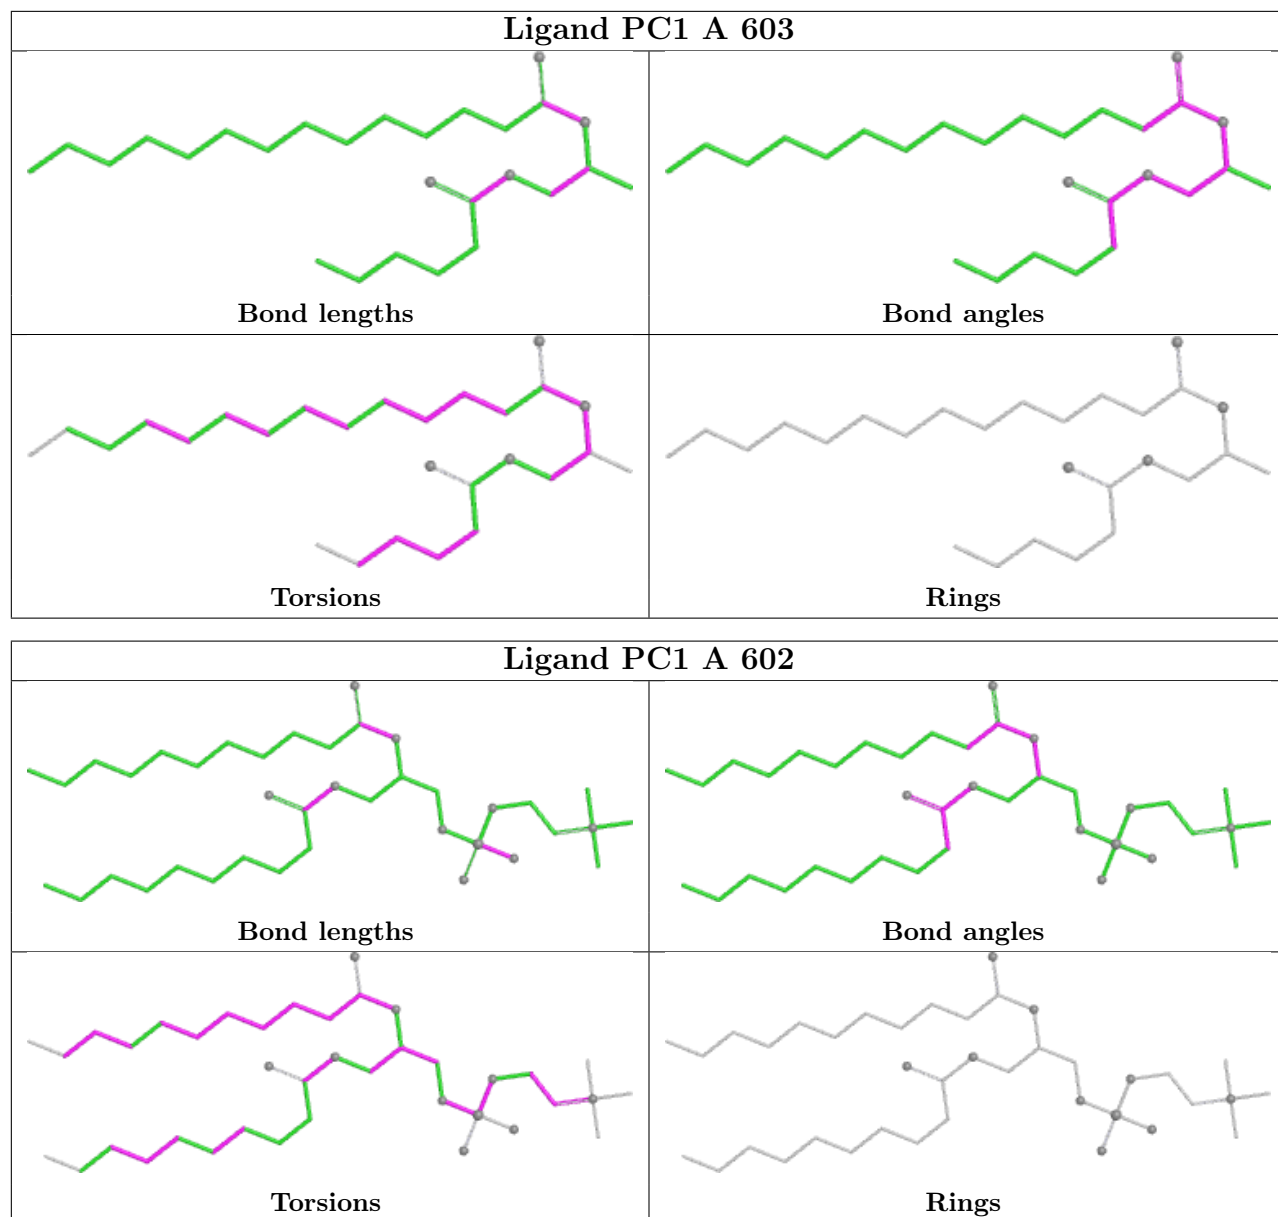 Ligand PC1 A 603
Bond lengths
Bond angles
Torsions
Rings
Ligand PC1 A 602
Bond lengths
Bond angles
Torsions
Rings